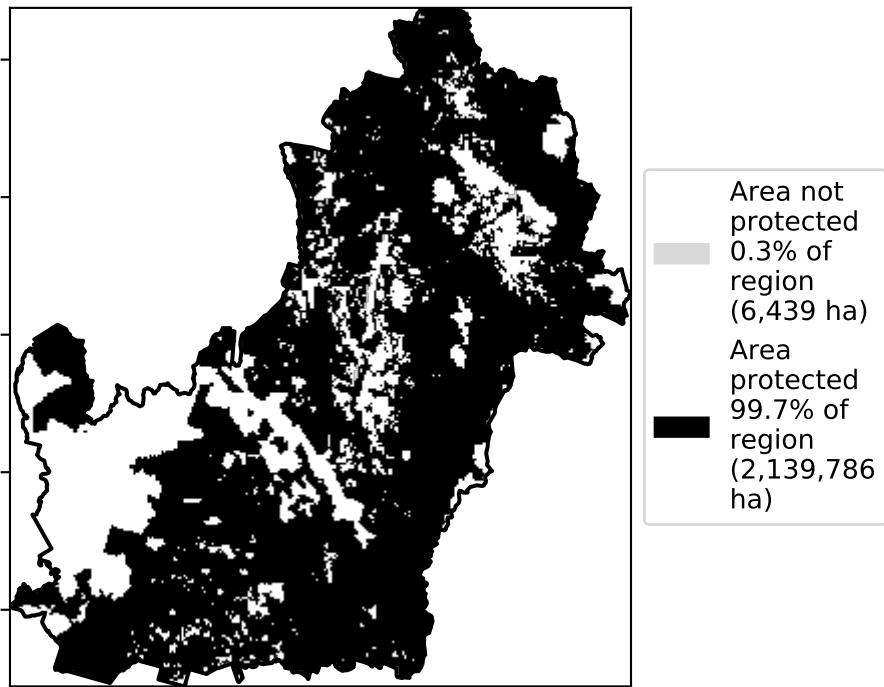 Area not
protected
0.3% of
region
(6,439 ha)
Area
protected
99.7% of
region
(2,139,786
ha)